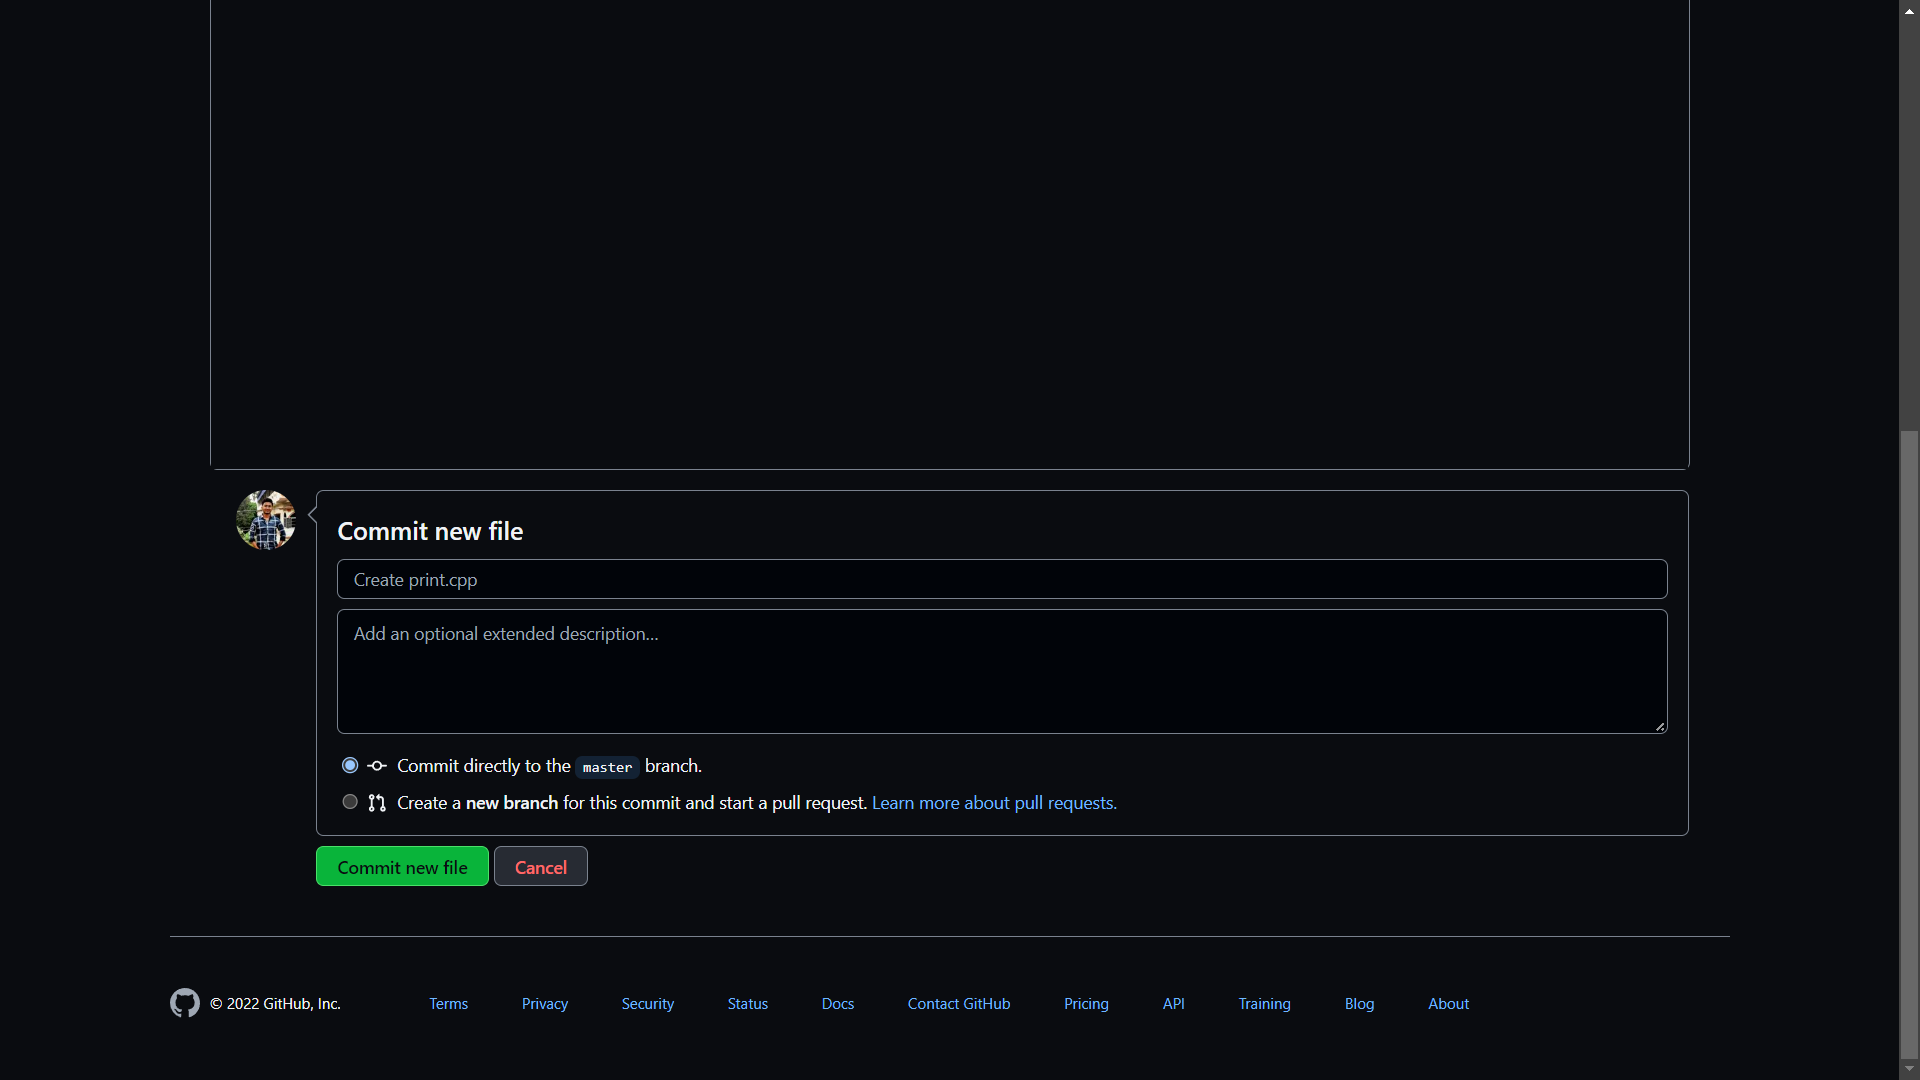 Commit new file
Create print.cpp
Add an optional extended description...
Commit directly to the master branch.
Create a new branch for this commit and start a pull request. Learn more about pull requests.
Commit new file Cancel
© 2022 GitHub, Inc. Terms Privacy Security Status Docs Contact GitHub Pricing API Training Blog About